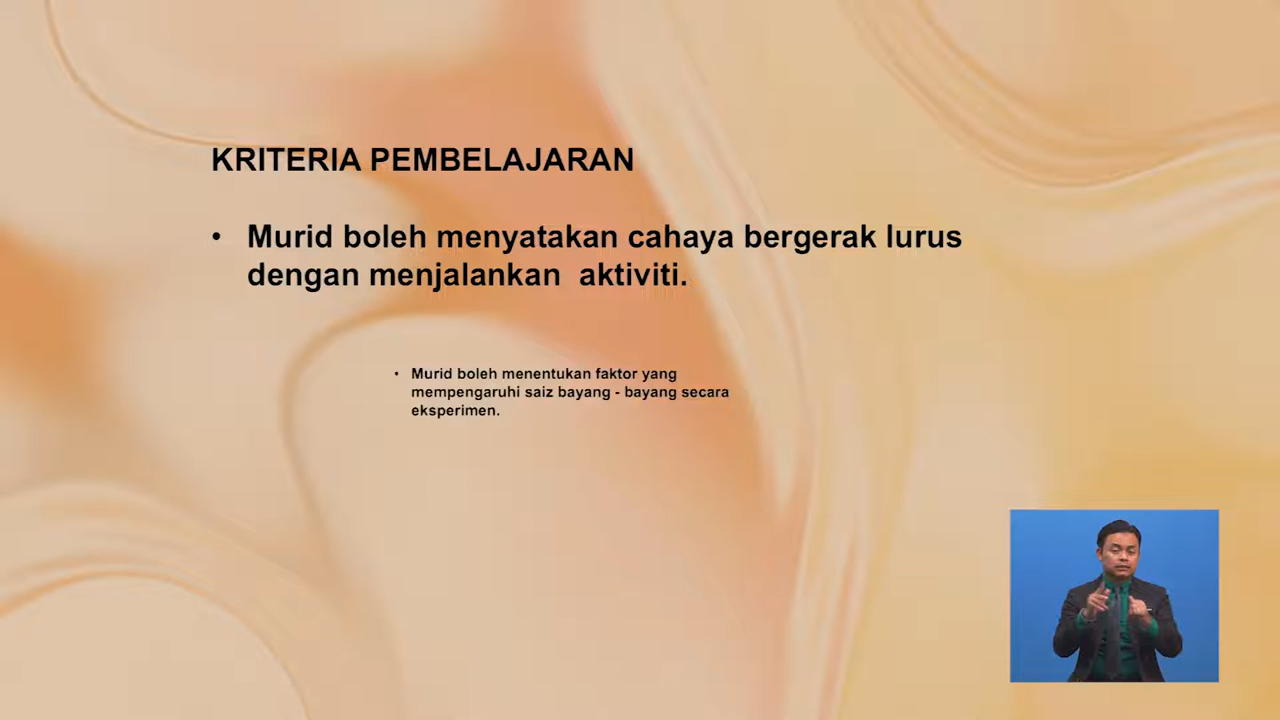 KRITERIA PEMBELAJARAN
• Murid boleh menyatakan cahaya bergerak lurus
dengan menjalankan  aktiviti.
• Murid boleh menentukan faktor yang
mempengaruhi saiz bayang - bayang secara
eksperimen.